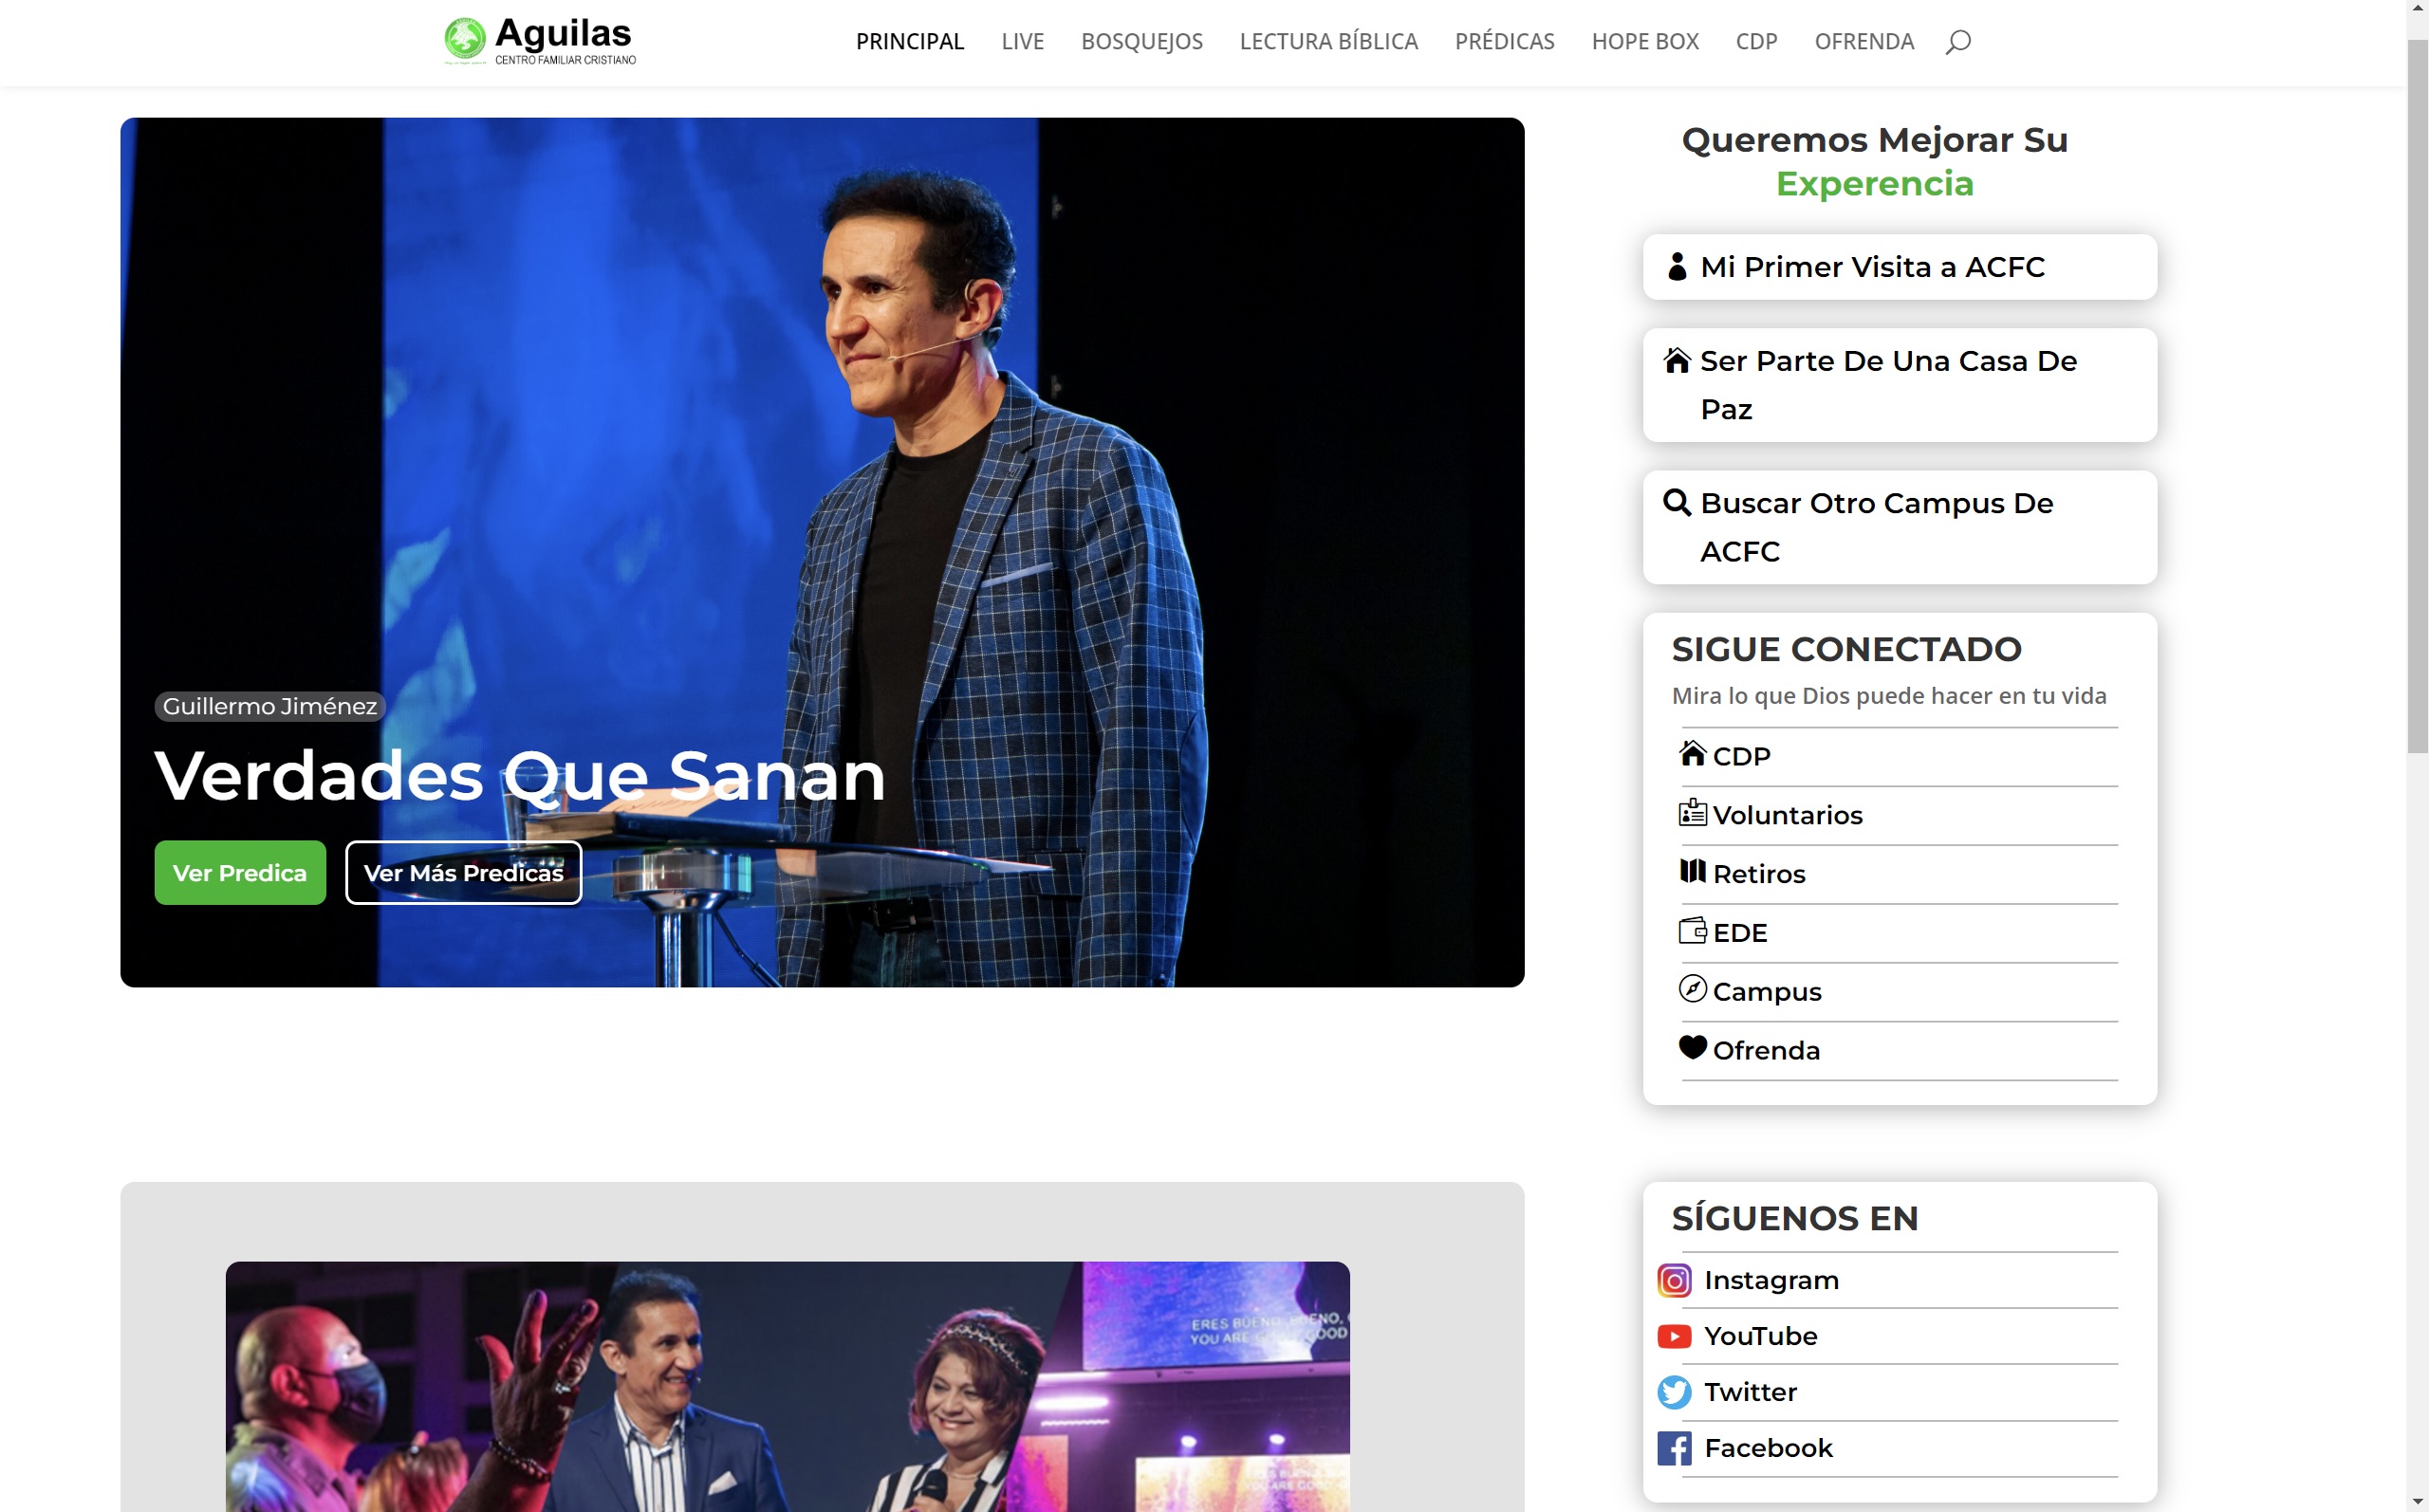 Aguilas
CENTRO FAMILIAR CRISTIANO
PRINCIPAL LIVE BOSQUEJOS LECTURA BÍBLICA PRÉDICAS HOPE BOX CDP OFRENDA
Guillermo Jiménez
Verdades Que Sanan
Ver Predica
Ver Más Predicas
Queremos Mejorar Su
Experencia
Mi Primer Visita a ACFC
Ser Parte De Una Casa De
Paz
Buscar Otro Campus De
ACFC
SIGUE CONECTADO
Mira lo que Dios puede hacer en tu vida
CDP
Voluntarios
Retiros
EDE
Campus
Ofrenda
ERES BUENO, BUENO,
YOU ARE GOOD, GOOD
SÍGUENOS EN
Instagram
YouTube
Twitter
Facebook